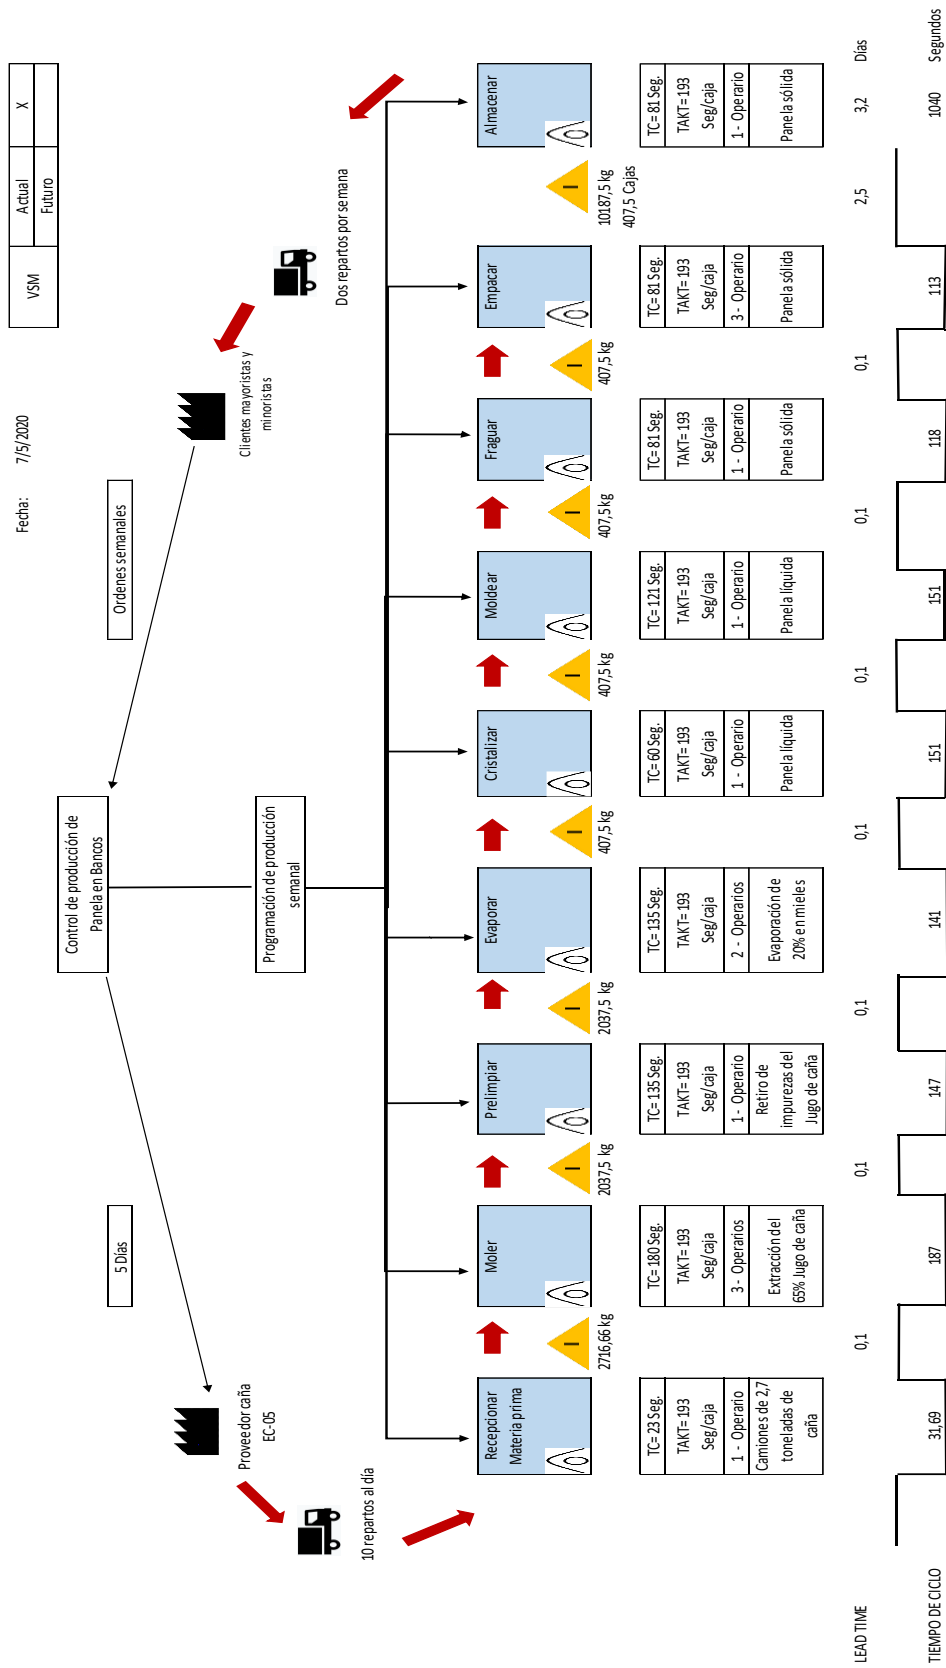 Fecha: 7/5/2020
VSM
Actual
X
Futuro
Control de producción de
Panela en Bancos
5 Días
Ordenes semanales
Proveedor caña
EC-05
Clientes mayoristas y
minoristas
Programación de producción
semanal
10 repartos al día
Dos repartos por semana
Recepcionar
Materia prima
Moler
Prelimpiar
Evaporar
Cristalizar
Moldear
Fraguar
Empacar
Almacenar
I
2716,66 kg
I
2037,5 kg
I
2037,5 kg
I
407,5 kg
I
407,5 kg
I
407,5 kg
I
407,5 kg
I
10187,5 kg
407,5 Cajas
TC= 23 Seg.
TAKT= 193
Seg/caja
1 - Operario
Camiones de 2,7
toneladas de
caña
TC= 180 Seg.
TAKT= 193
Seg/caja
3 - Operarios
Extracción del
65% Jugo de caña
TC= 135 Seg.
TAKT= 193
Seg/caja
1 - Operario
Retiro de
impurezas del
Jugo de caña
TC= 135 Seg.
TAKT= 193
Seg/caja
2 - Operarios
Evaporación de
20% en mieles
TC= 60 Seg.
TAKT= 193
Seg/caja
1 - Operario
Panela líquida
TC= 121 Seg.
TAKT= 193
Seg/caja
1 - Operario
Panela líquida
TC= 81 Seg.
TAKT= 193
Seg/caja
1 - Operario
Panela sólida
TC= 81 Seg.
TAKT= 193
Seg/caja
3 - Operario
Panela sólida
TC= 81 Seg.
TAKT= 193
Seg/caja
1 - Operario
Panela sólida
LEAD TIME 0,1 0,1 0,1 0,1 0,1 0,1 0,1 2,5 3,2 Días
TIEMPO DE CICLO 31,69 187 147 141 151 151 118 113 1040 Segundos